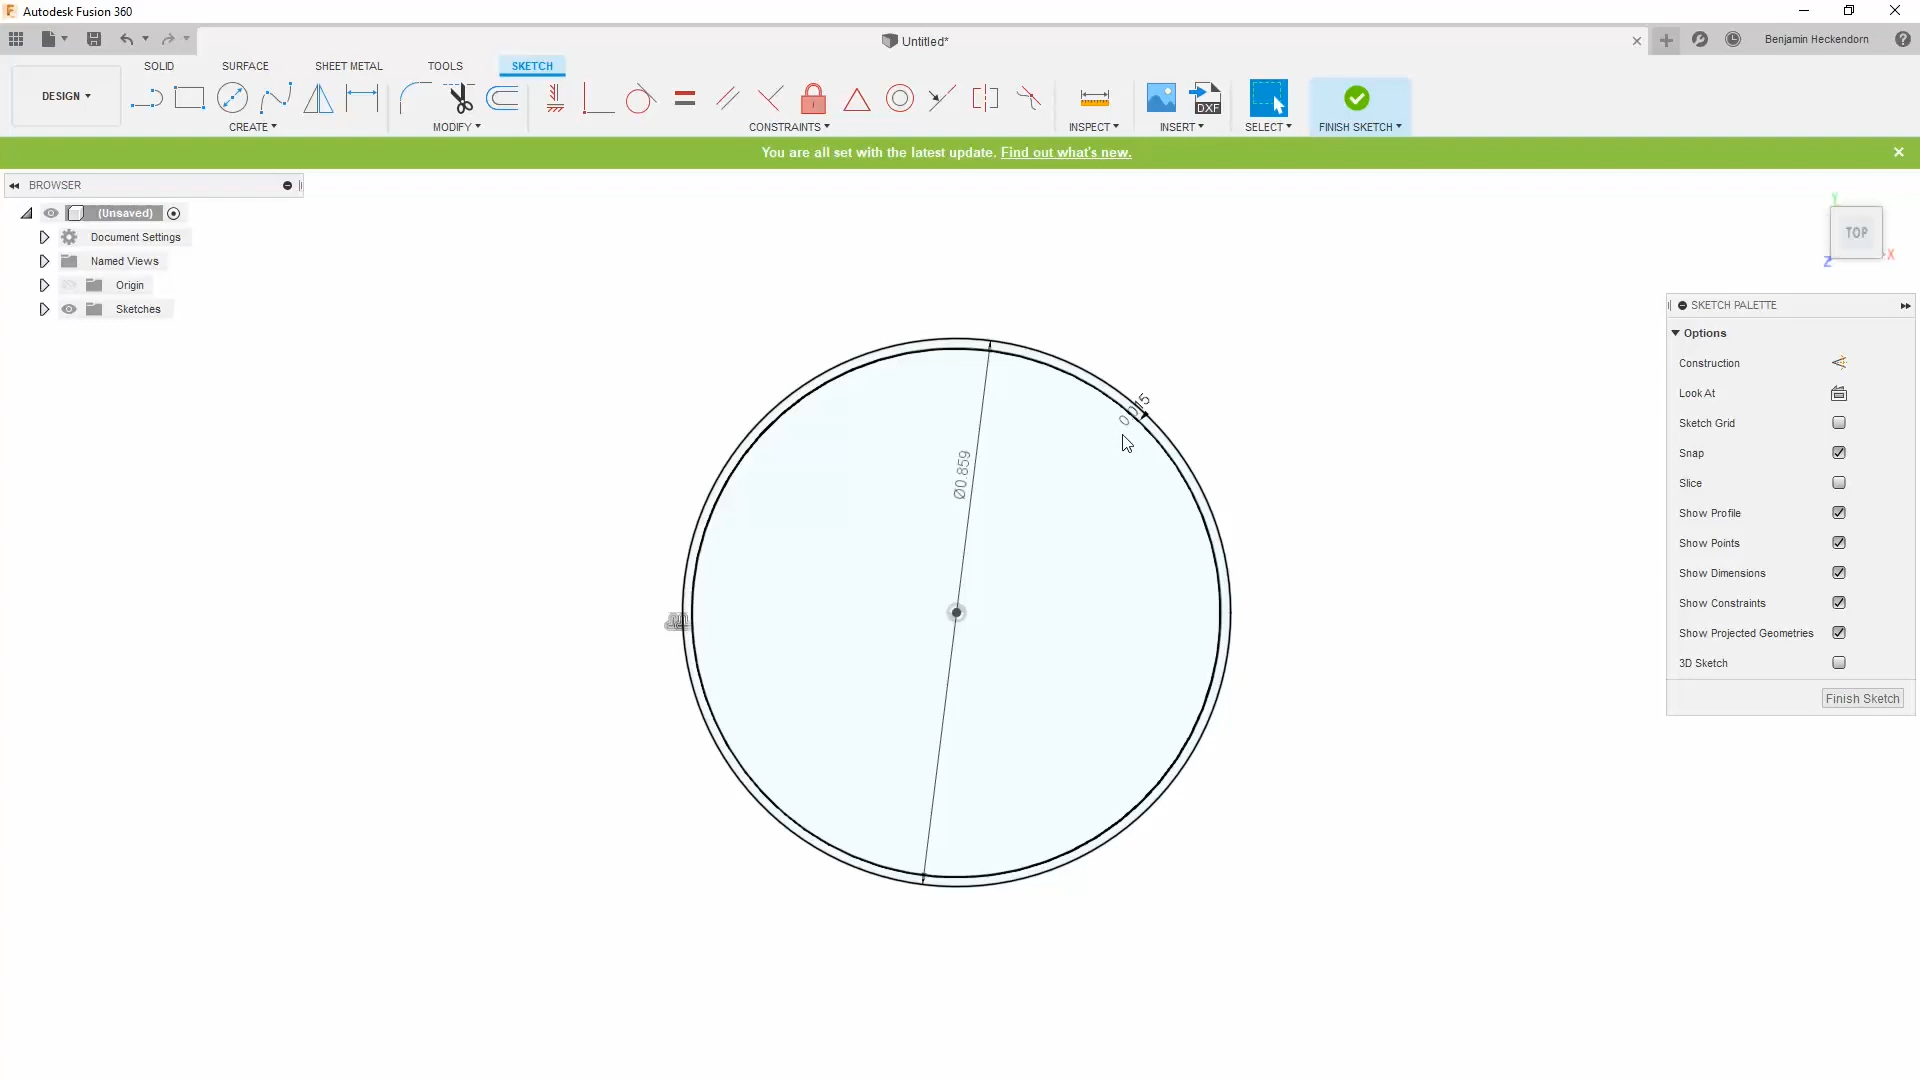 Autodesk Fusion 360
Untitled*
Benjamin Heckendorn
SOLID SURFACE SHEET METAL TOOLS SKETCH
DESIGN
DXF
CREATE MODIFY CONSTRAINTS INSPECT INSERT SELECT FINISH SKETCH
You are all set with the latest update. Find out what's new.
BROWSER
(Unsaved)
Document Settings
Named Views
Origin
Sketches
Y
TOP
X
Z
SKETCH PALETTE
Options
Construction
Look At
Sketch Grid
Snap
Slice
Show Profile
Show Points
Show Dimensions
Show Constraints
Show Projected Geometries
3D Sketch
Finish Sketch
0.015
Ø0.859